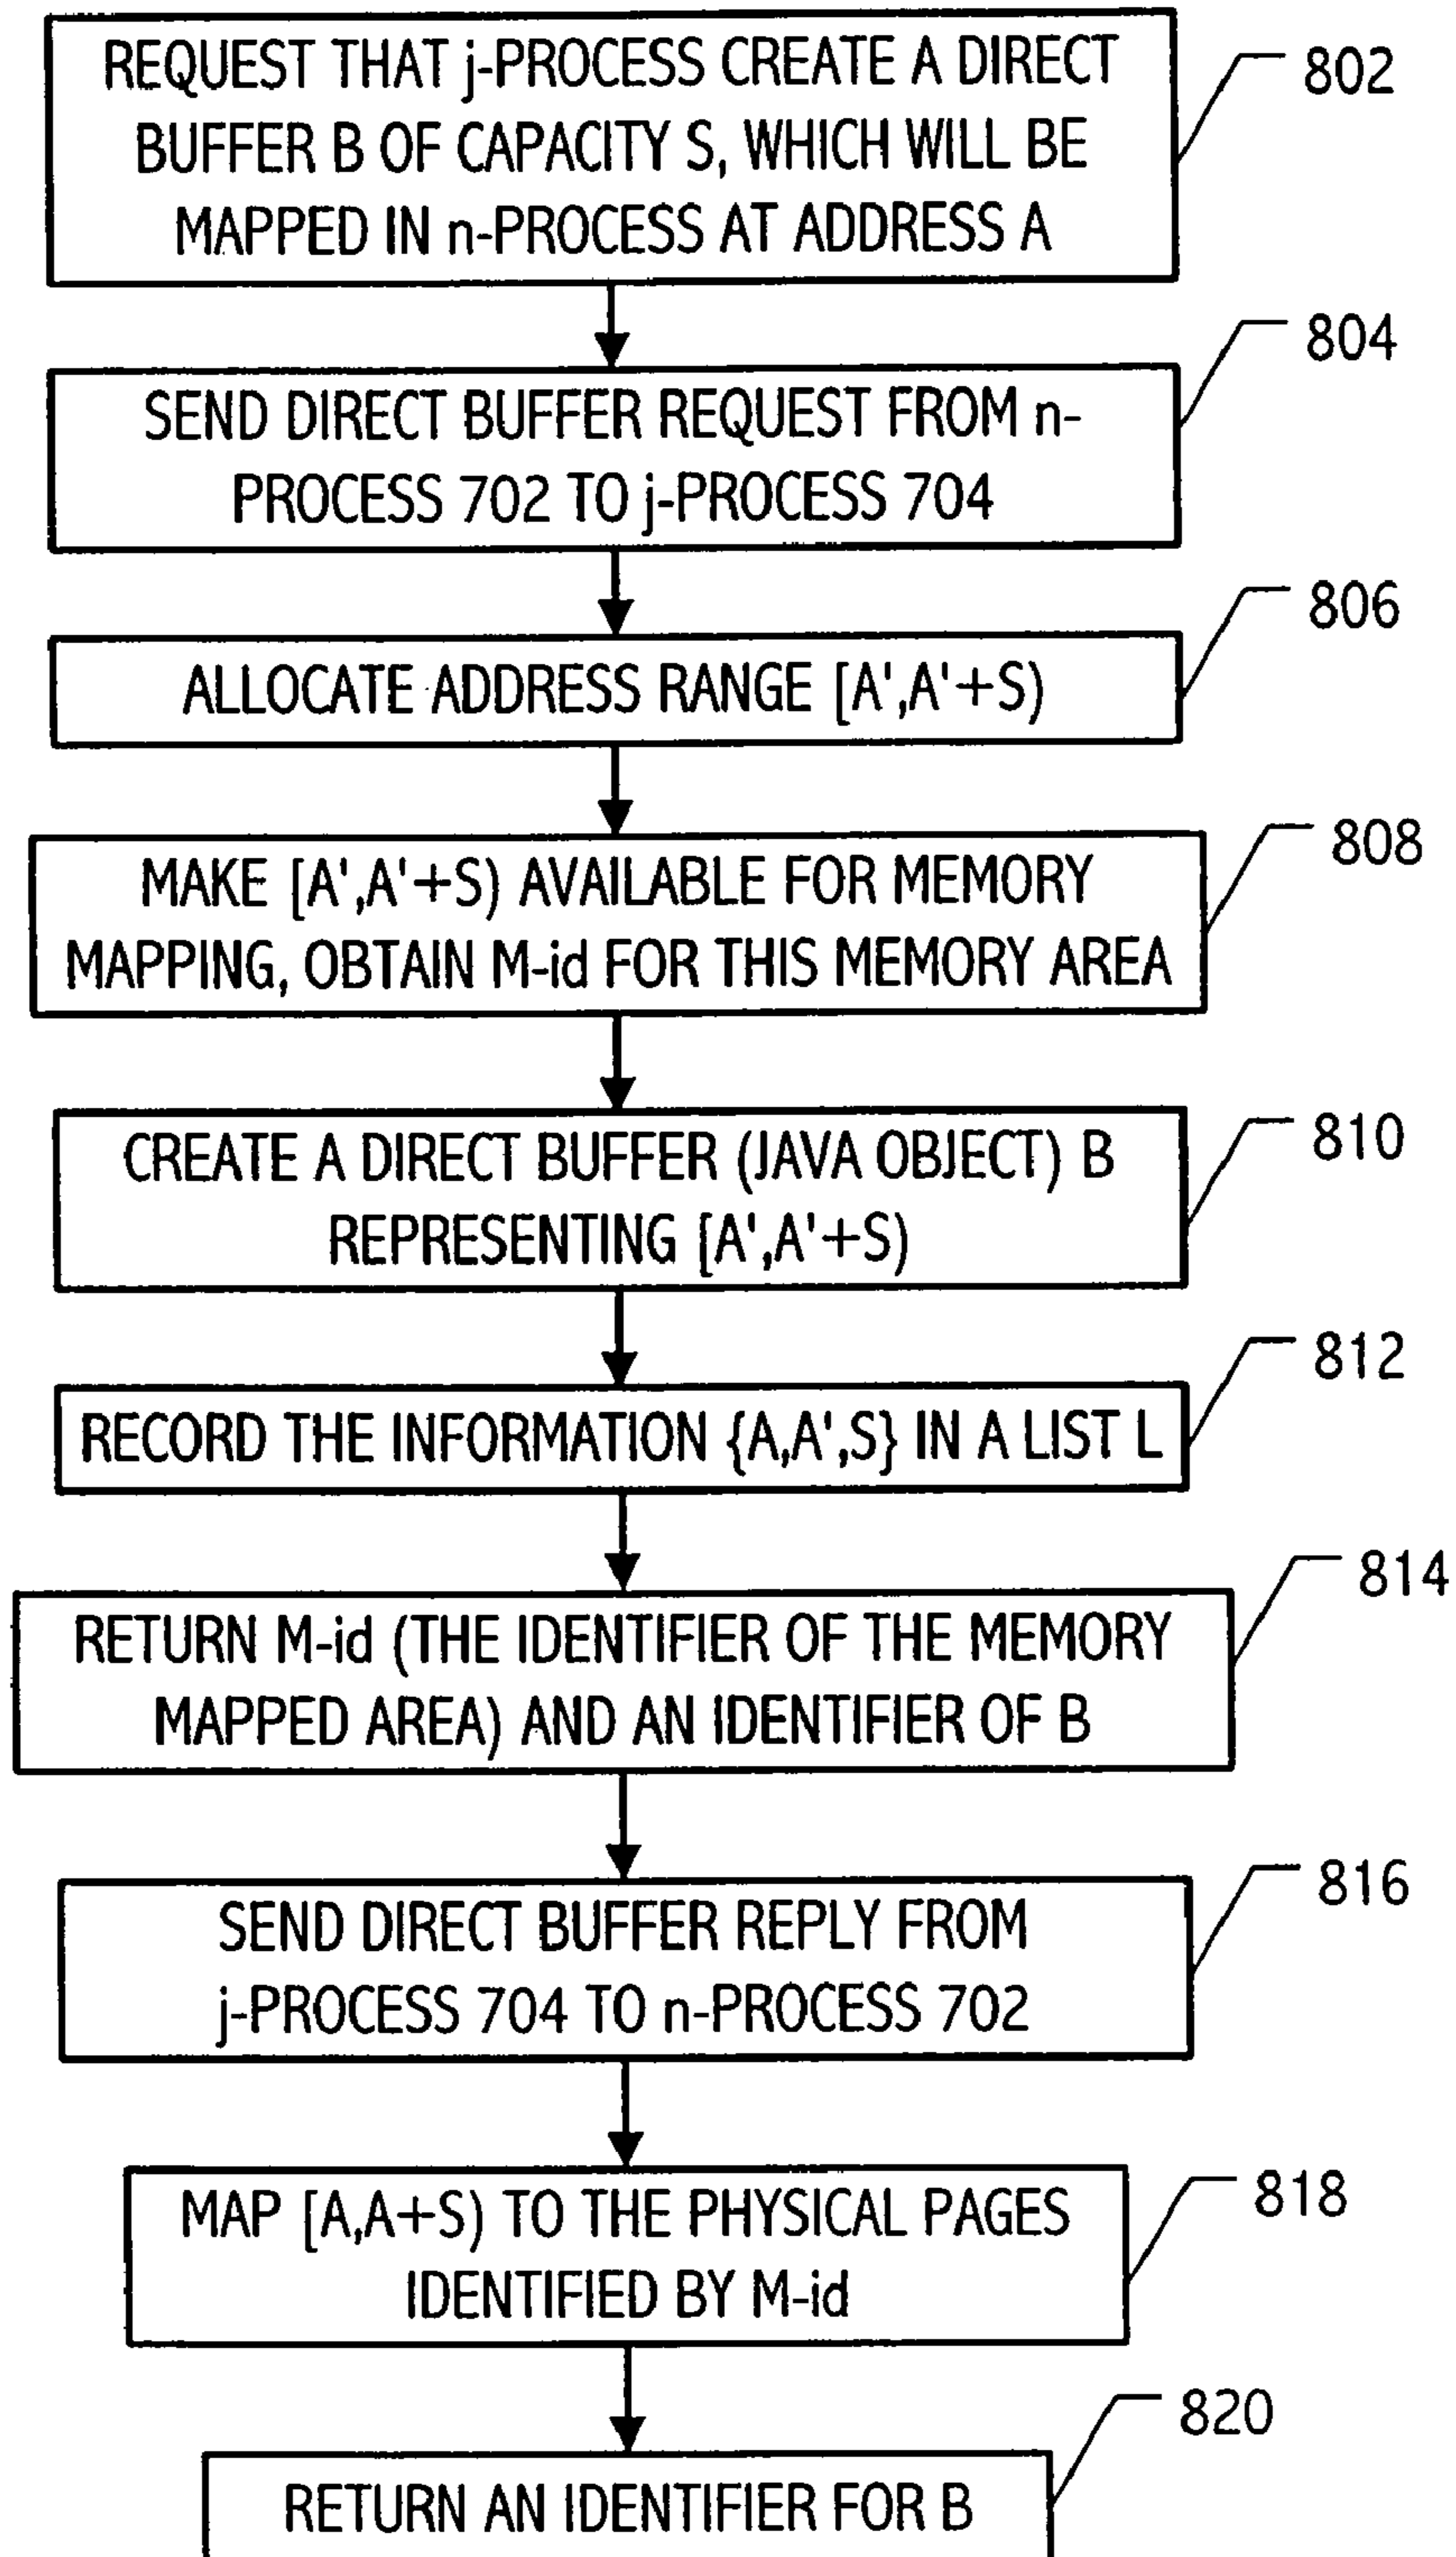 REQUEST THAT j-PROCESS CREATE A DIRECT
BUFFER B OF CAPACITY S, WHICH WILL BE
MAPPED IN n-PROCESS AT ADDRESS A
802
SEND DIRECT BUFFER REQUEST FROM n-
PROCESS 702 TO j-PROCESS 704
804
ALLOCATE ADDRESS RANGE [A',A'+S)
806
MAKE [A',A'+S) AVAILABLE FOR MEMORY
MAPPING, OBTAIN M-id FOR THIS MEMORY AREA
808
CREATE A DIRECT BUFFER (JAVA OBJECT) B
REPRESENTING [A',A'+S)
810
RECORD THE INFORMATION {A,A',S} IN A LIST L
812
RETURN M-id (THE IDENTIFIER OF THE MEMORY
MAPPED AREA) AND AN IDENTIFIER OF B
814
SEND DIRECT BUFFER REPLY FROM
j-PROCESS 704 TO n-PROCESS 702
816
MAP [A,A+S) TO THE PHYSICAL PAGES
IDENTIFIED BY M-id
818
RETURN AN IDENTIFIER FOR B
820